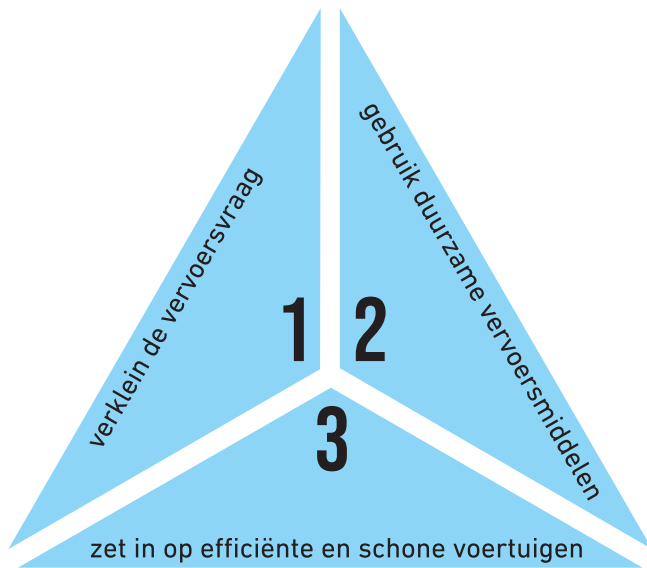 1
verklein de vervoersvraag
2
gebruik duurzame vervoersmiddelen
3
zet in op efficiënte en schone voertuigen